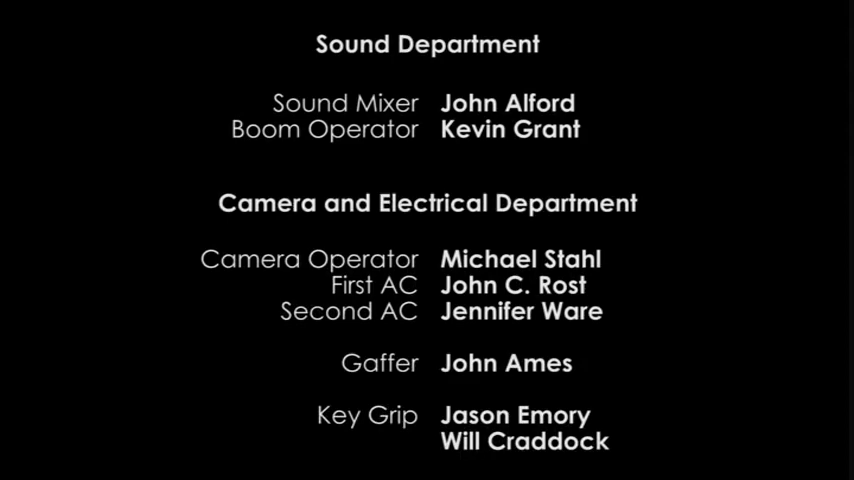 Sound Department
Sound Mixer John Alford
Boom Operator Kevin Grant
Camera and Electrical Department
Camera Operator Michael Stahl
First AC John C. Rost
Second AC Jennifer Ware
Gaffer John Ames
Key Grip Jason Emory
Will Craddock